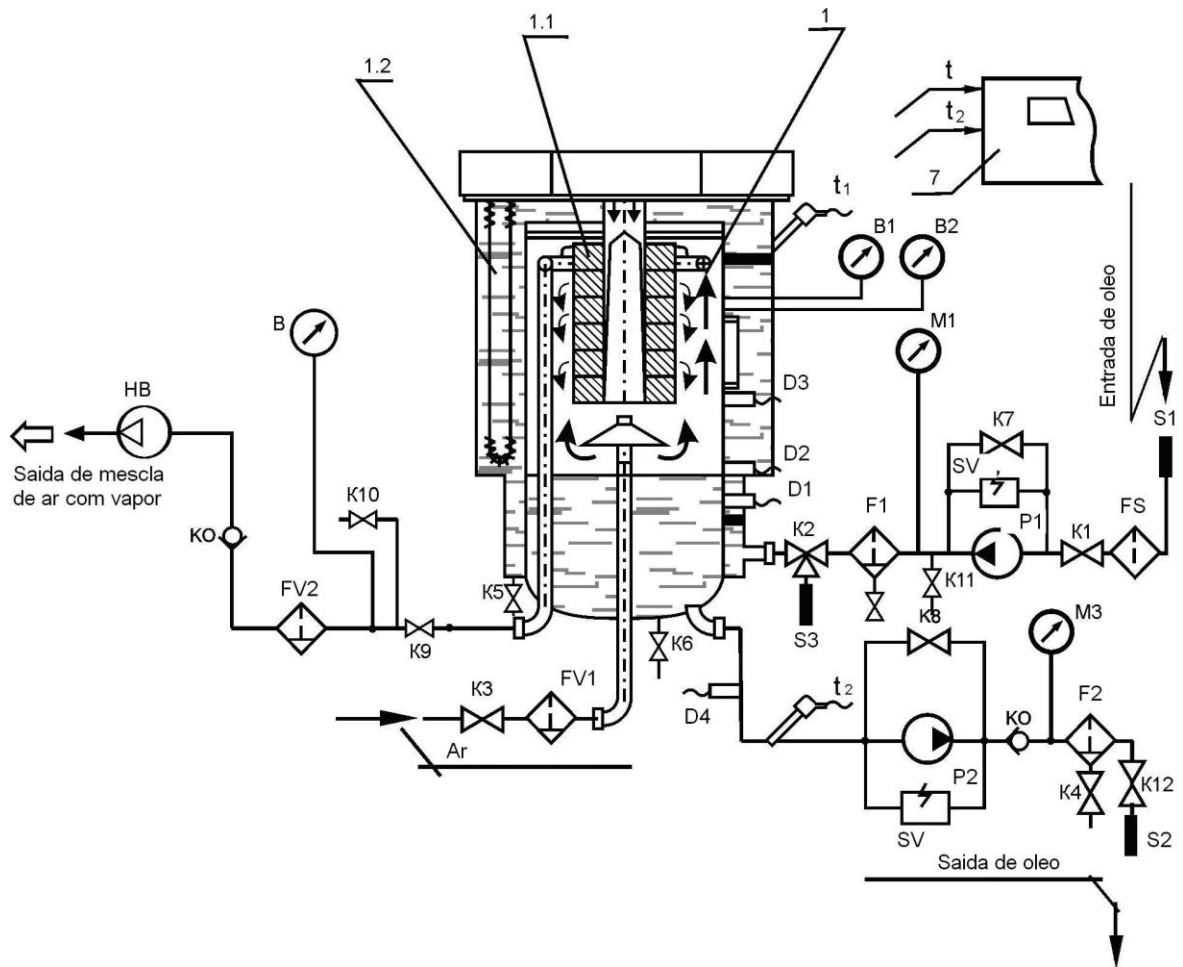 1.1
1
1.2
t
t2
7
t1
B1
B2
B
M1
Entrada de oleo
D3
HB
K7
S1
D2
SV
Saida de mescla
de ar com vapor
D1
K10
K2
F1
P1
K1
FS
KO
K11
FV2
K5
S3
K8
M3
K9
K6
K3
FV1
D4
t2
KO
F2
Ar
P2
K4
K12
SV
S2
Saida de oleo